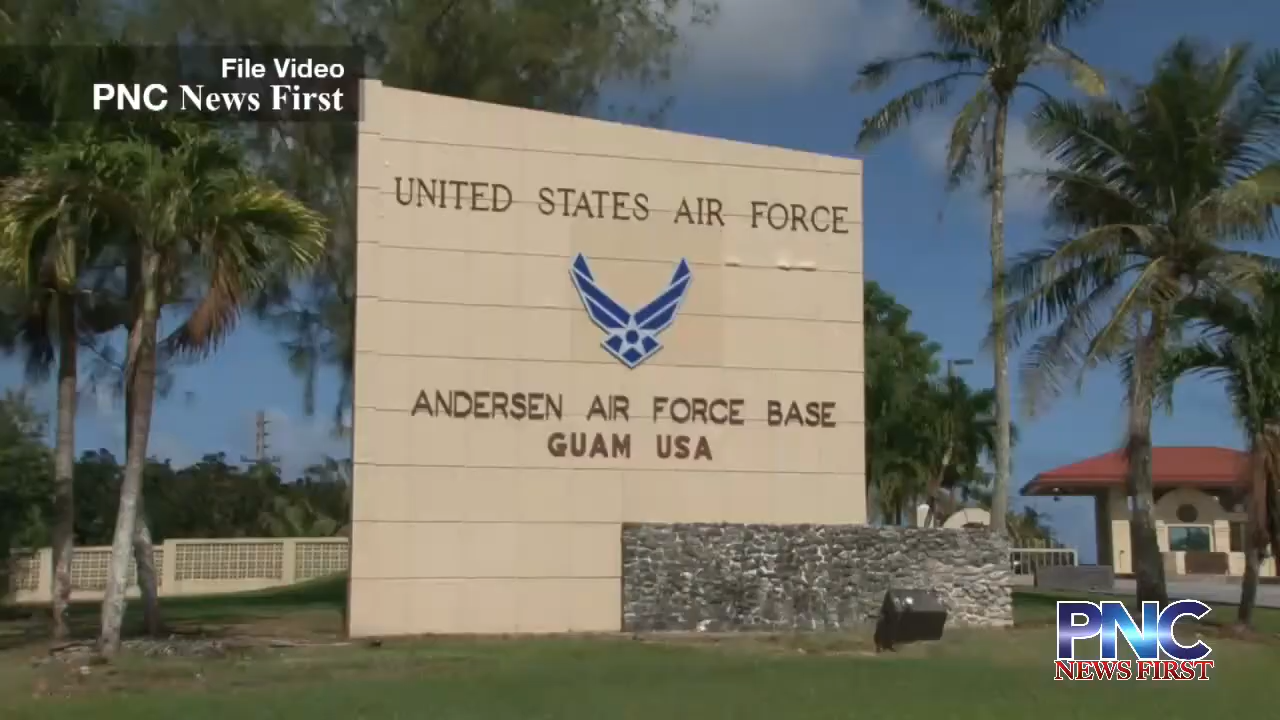 File Video
PNC News First
UNITED STATES AIR FORCE
ANDERSEN AIR FORCE BASE
GUAM USA
PNC
NEWS FIRST